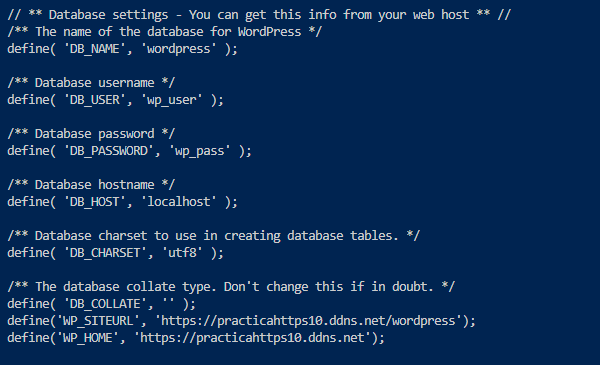 // ** Database settings - You can get this info from your web host ** //
/** The name of the database for WordPress */
define( 'DB_NAME', 'wordpress' );
/** Database username */
define( 'DB_USER', 'wp_user' );
/** Database password */
define( 'DB_PASSWORD', 'wp_pass' );
/** Database hostname */
define( 'DB_HOST', 'localhost' );
/** Database charset to use in creating database tables. */
define( 'DB_CHARSET', 'utf8' );
/** The database collate type. Don't change this if in doubt. */
define( 'DB_COLLATE', '' );
define('WP_SITEURL', 'https://practicahttps10.ddns.net/wordpress');
define('WP_HOME', 'https://practicahttps10.ddns.net');